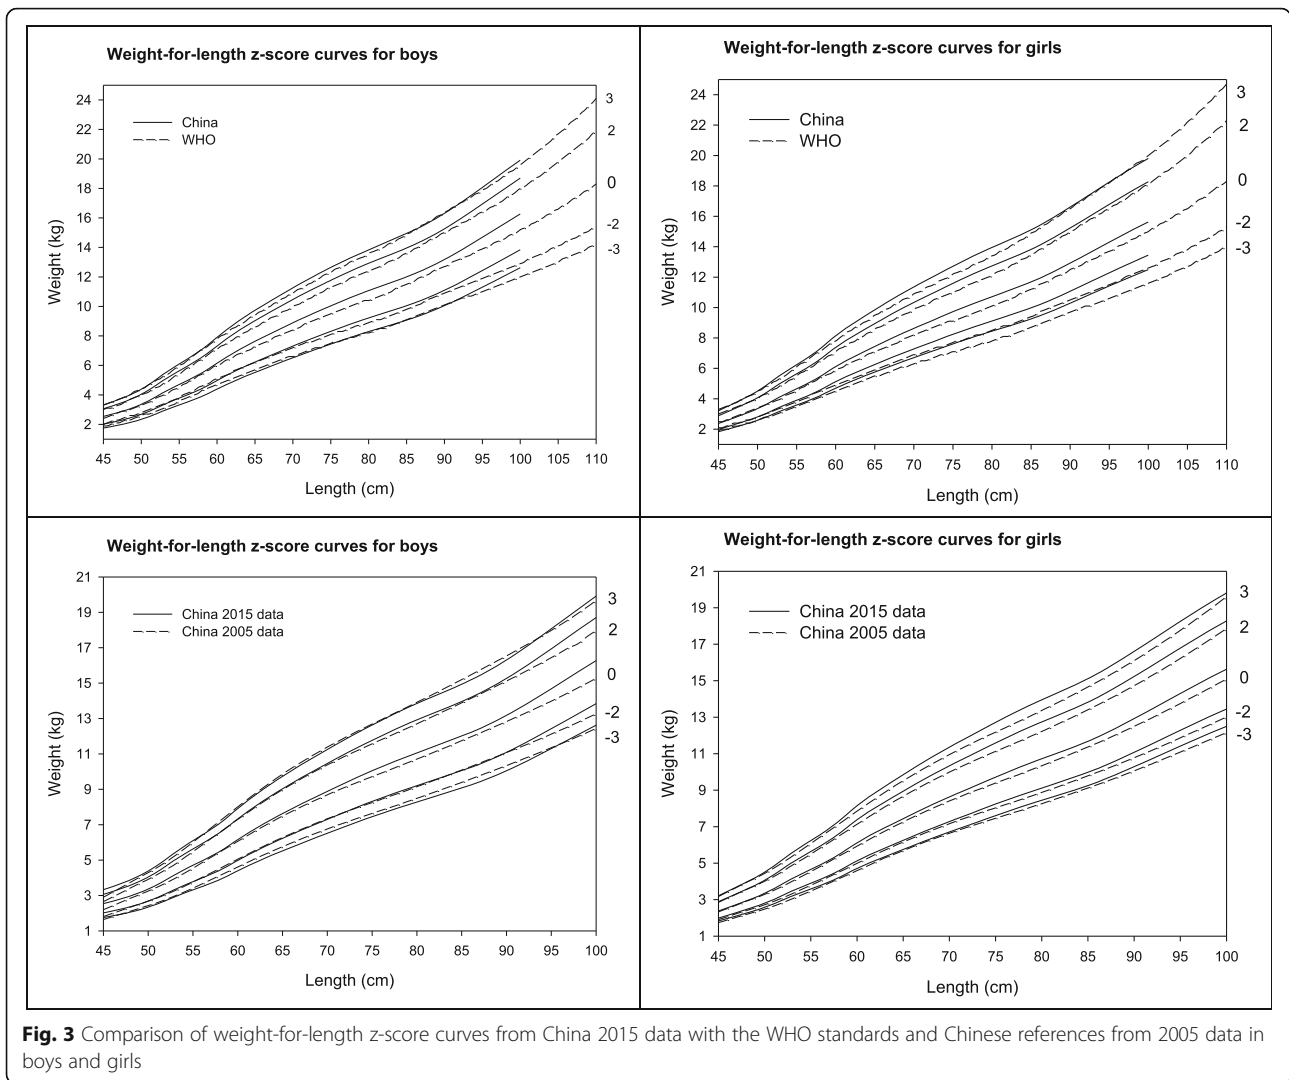 Weight-for-length z-score curves for boys
24
22
20
18
16
14
12
10
8
6
4
2
Weight (kg)
China
WHO
3
2
0
-2
-3
45 50 55 60 65 70 75 80 85 90 95 100 105 110
Length (cm)
Weight-for-length z-score curves for girls
24
22
20
18
16
14
12
10
8
6
4
2
Weight (kg)
China
WHO
3
2
0
-2
-3
45 50 55 60 65 70 75 80 85 90 95 100 105 110
Length (cm)
Weight-for-length z-score curves for boys
21
19
17
15
13
11
9
7
5
3
1
Weight (kg)
China 2015 data
China 2005 data
3
2
0
-2
-3
45 50 55 60 65 70 75 80 85 90 95 100
Length (cm)
Weight-for-length z-score curves for girls
21
19
17
15
13
11
9
7
5
3
1
Weight (kg)
China 2015 data
China 2005 data
3
2
0
-2
-3
45 50 55 60 65 70 75 80 85 90 95 100
Length (cm)
Fig. 3 Comparison of weight-for-length z-score curves from China 2015 data with the WHO standards and Chinese references from 2005 data in
boys and girls